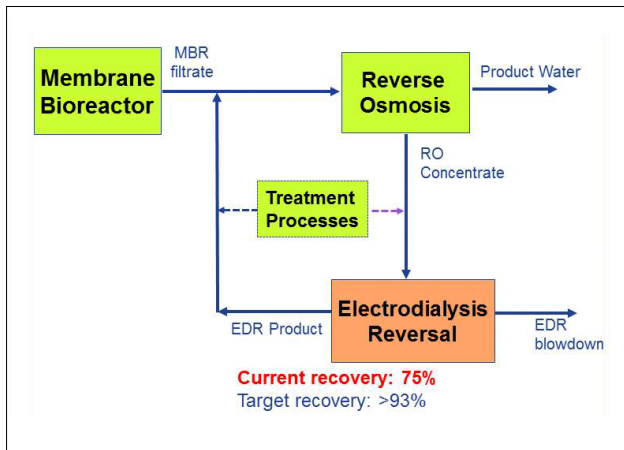 MBR
filtrate
Membrane
Bioreactor
Reverse
Osmosis
Product Water
RO
Concentrate
Treatment
Processes
Electrodialysis
Reversal
EDR Product
EDR
blowdown
Current recovery: 75%
Target recovery: >93%